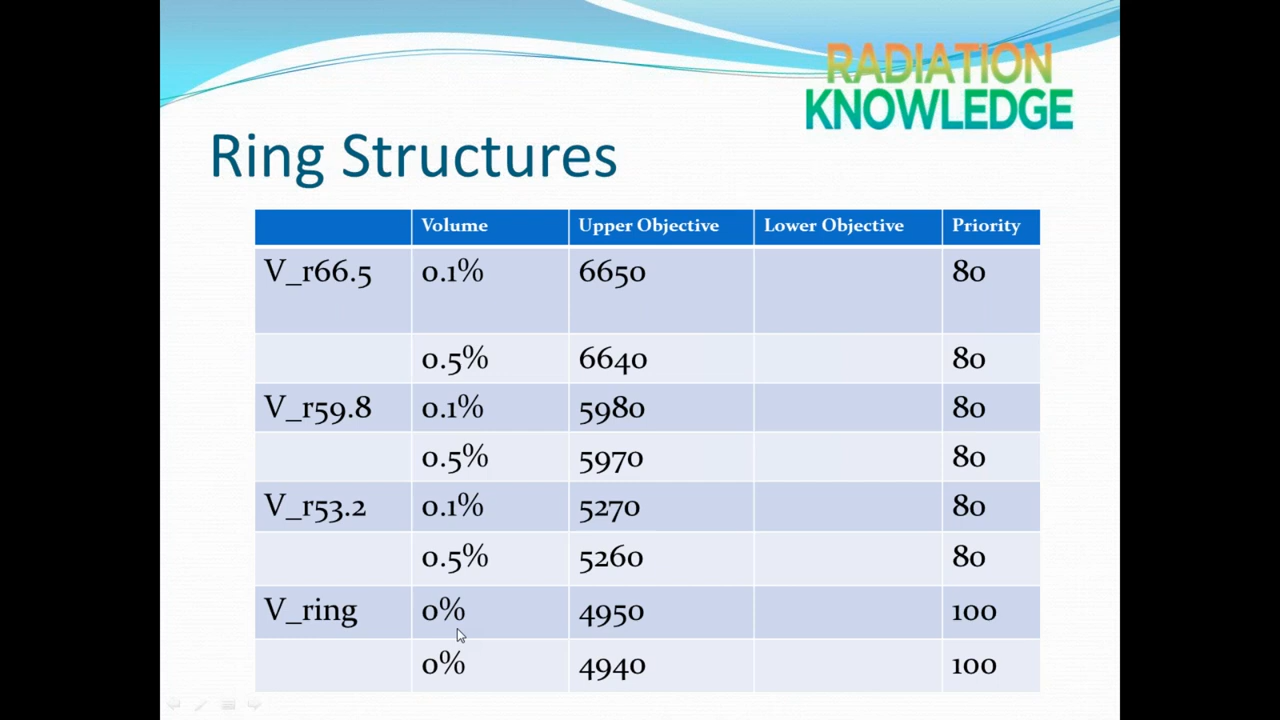 RADIATION
KNOWLEDGE
Ring Structures
Volume Upper Objective Lower Objective Priority
V_r66.5 0.1% 6650 80
0.5% 6640 80
V_r59.8 0.1% 5980 80
0.5% 5970 80
V_r53.2 0.1% 5270 80
0.5% 5260 80
V_ring 0% 4950 100
0% 4940 100